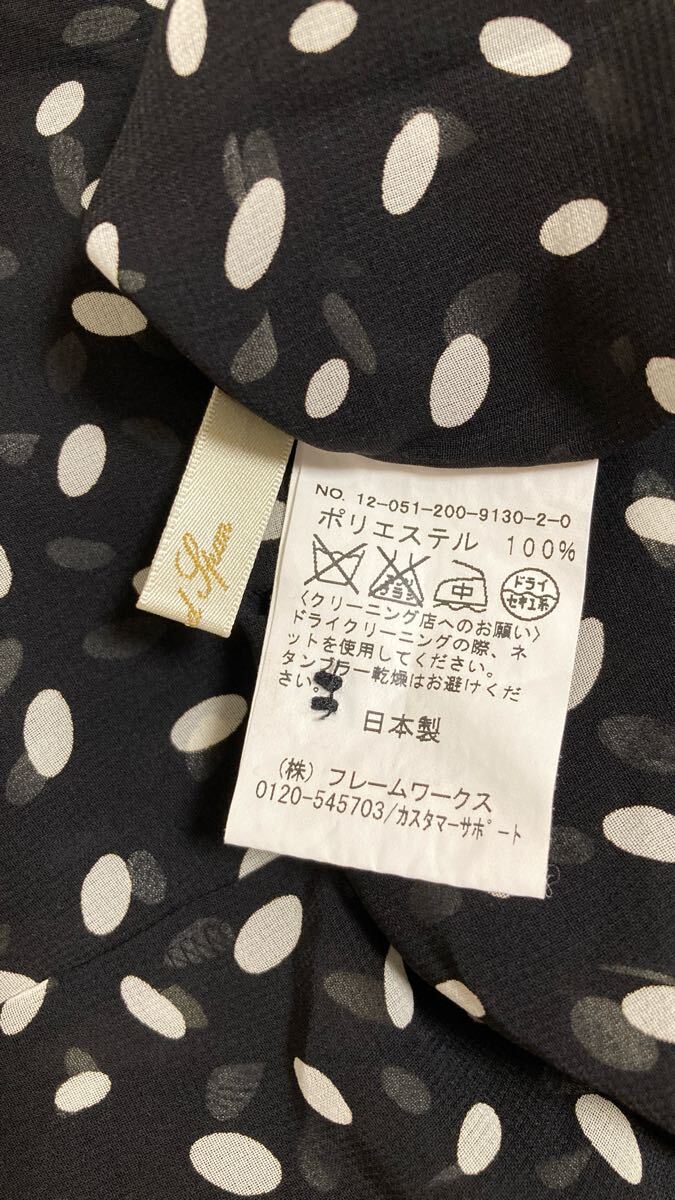 NO. 12-051-200-9130-2-0
ポリエステル 100%
中
ドライ
セキユ系
〈クリーニング店へのお願い〉
ドライクリーニングの際、ネ
ットを使用してください。
タンブラー乾燥はお避けくだ
さい。
日本製
(株) フレームワークス
0120-545703/カスタマーサポート
Spun